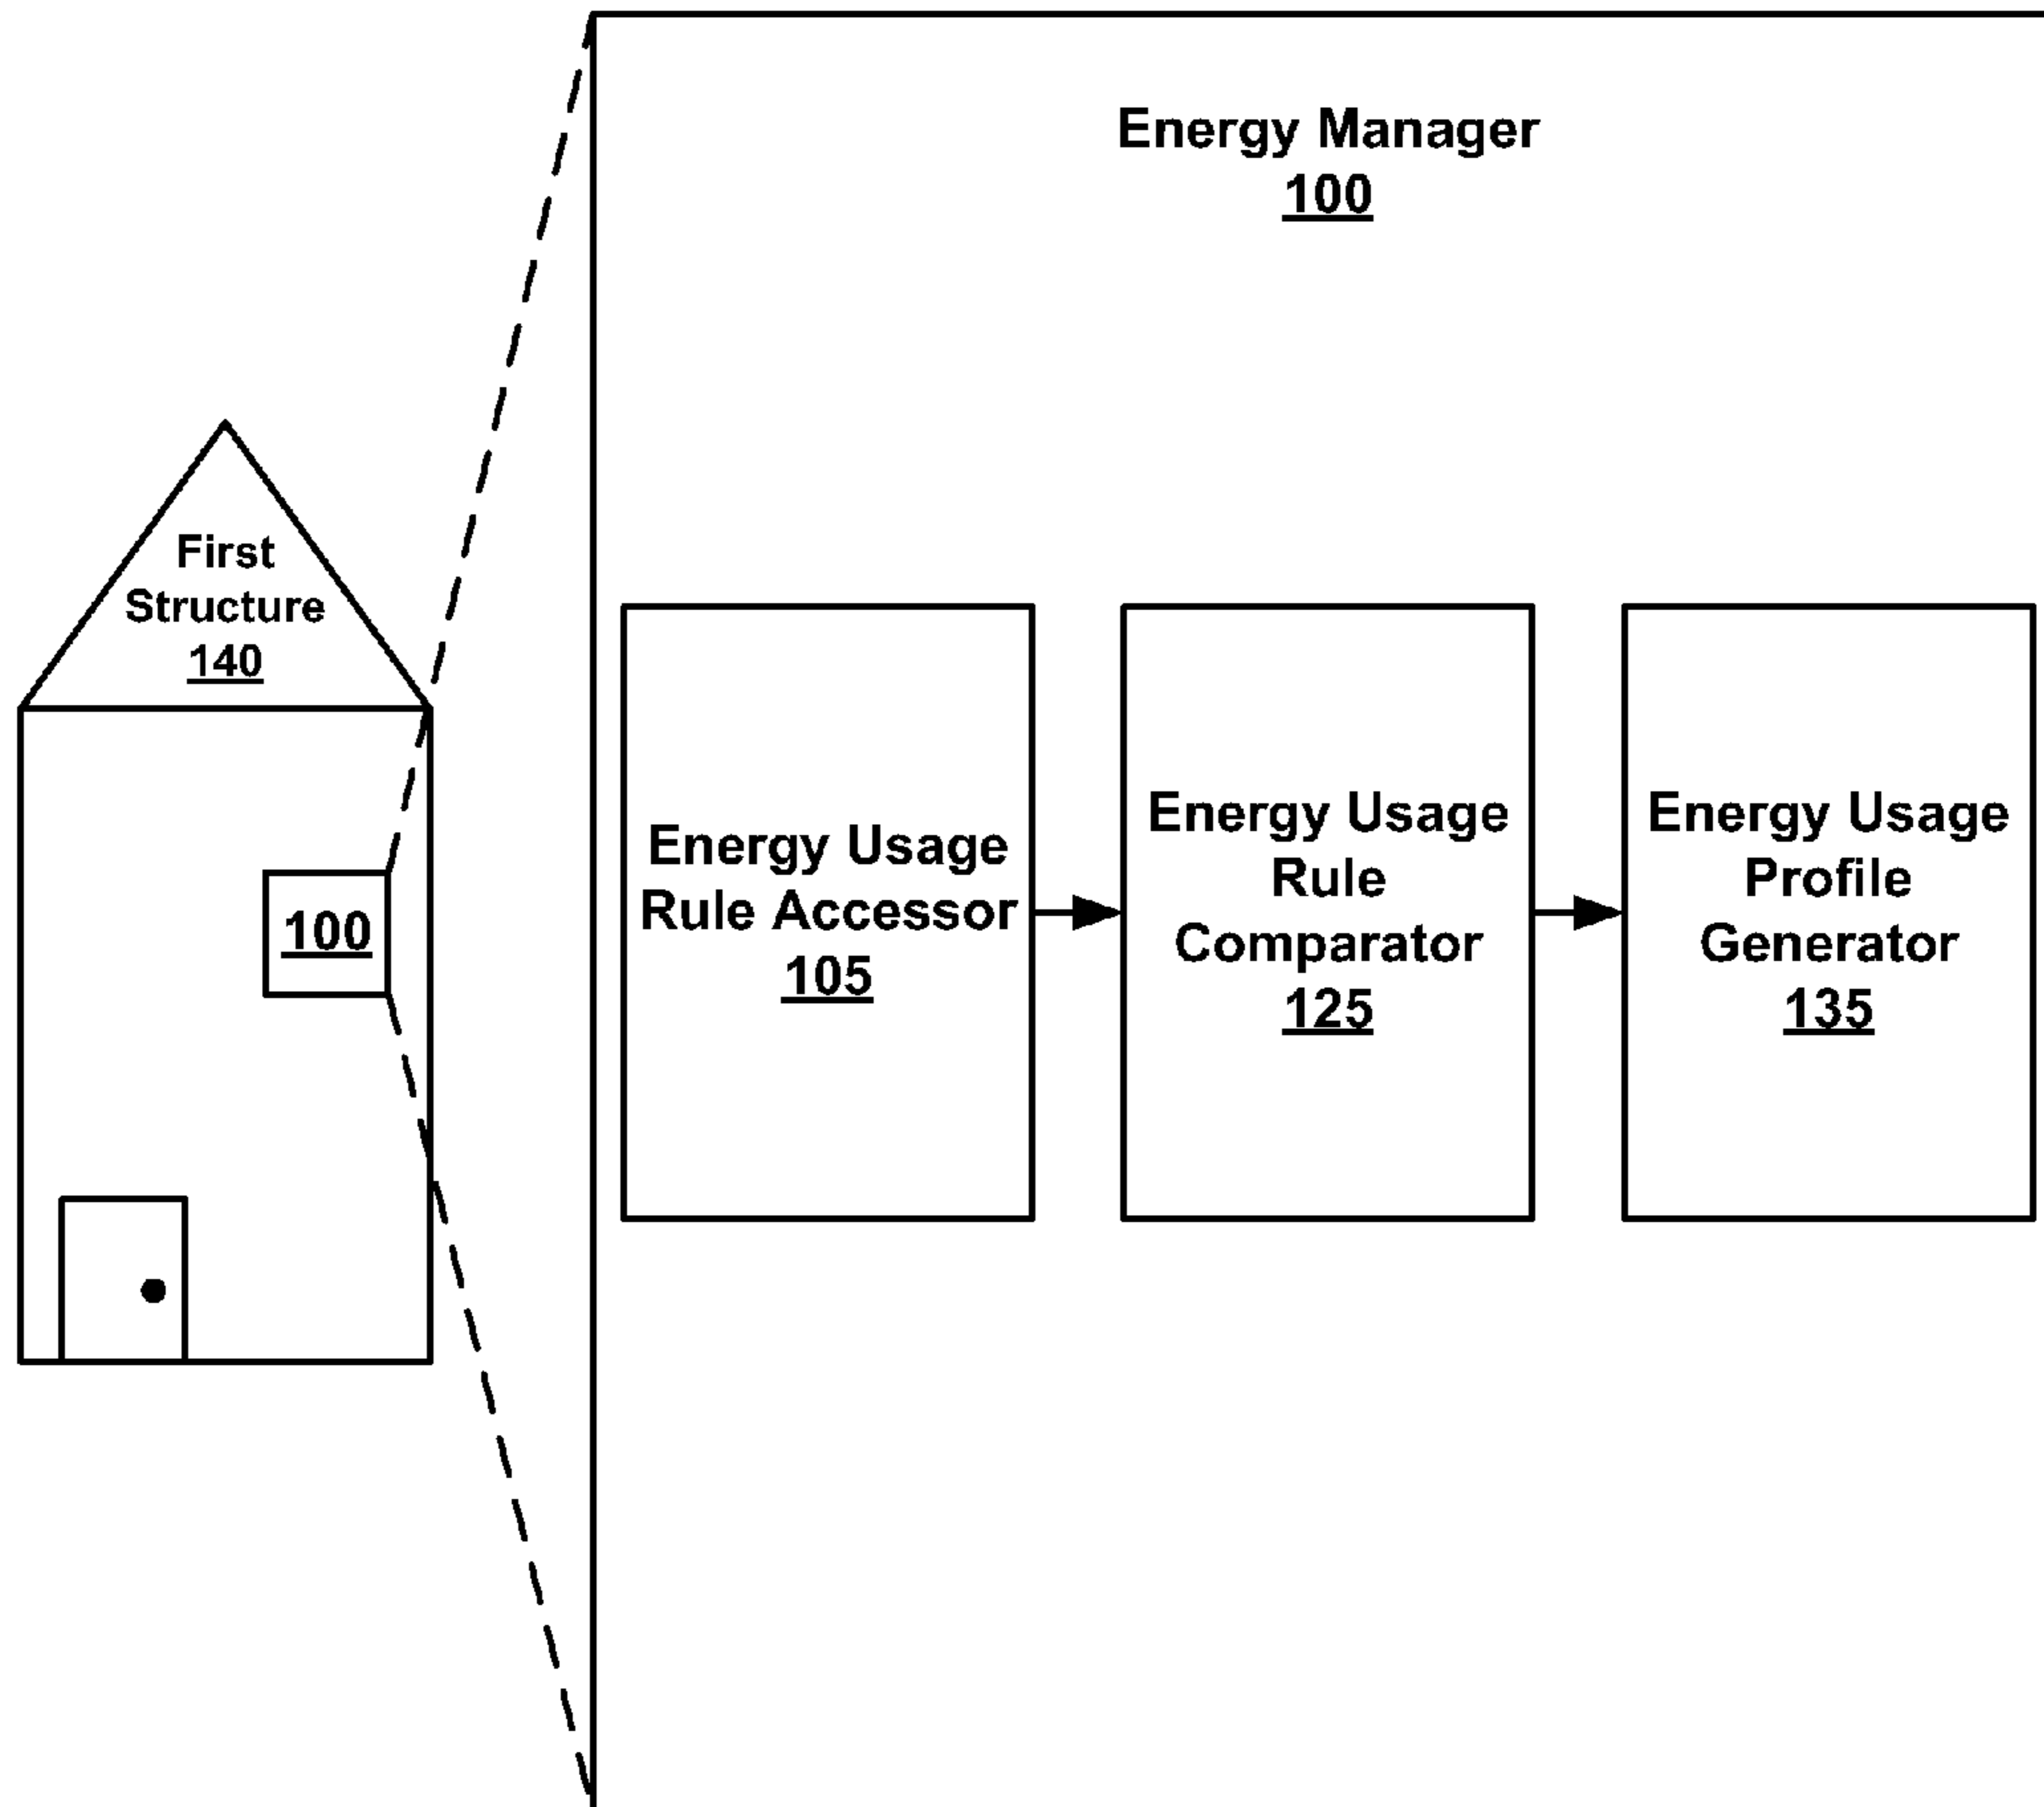 Energy Manager
100
First
Structure
140
100
Energy Usage
Rule Accessor
105
Energy Usage
Rule
Comparator
125
Energy Usage
Profile
Generator
135